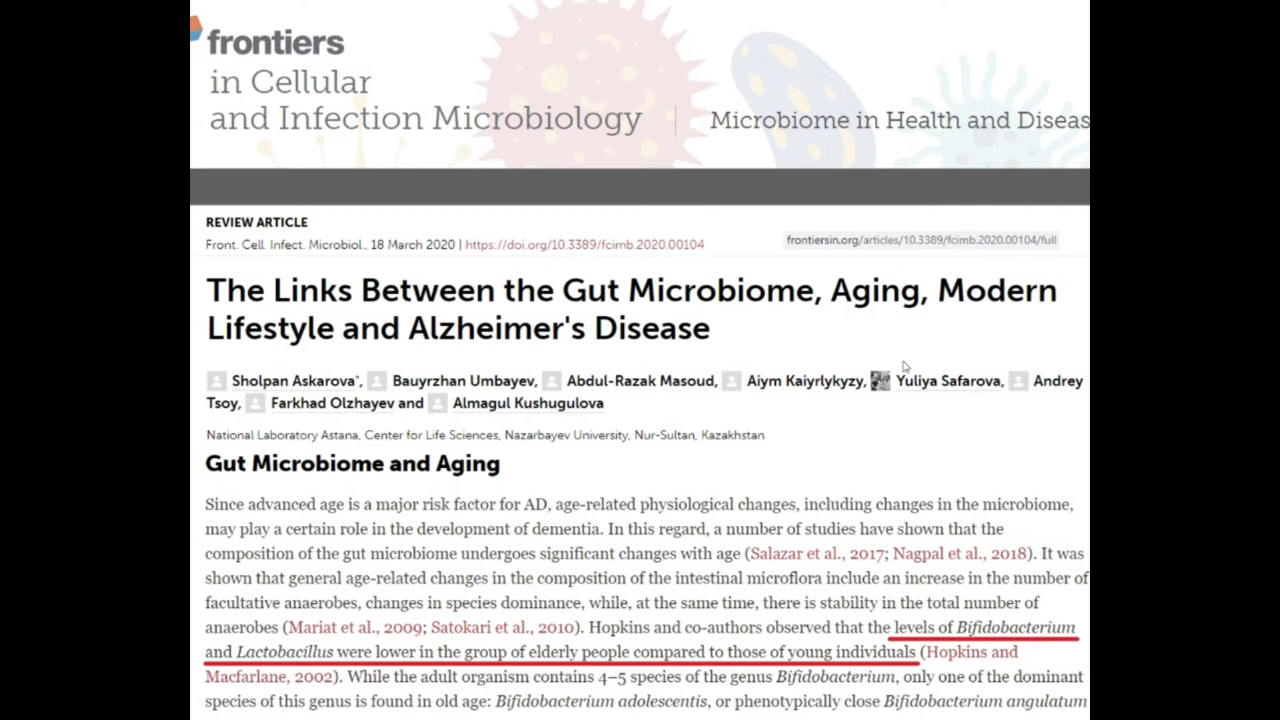 frontiers
in Cellular
and Infection Microbiology
Microbiome in Health and Diseas
REVIEW ARTICLE
Front. Cell. Infect. Microbiol., 18 March 2020 | https://doi.org/10.3389/fcimb.2020.00104
frontiersin.org/articles/10.3389/fcimb.2020.00104/full
The Links Between the Gut Microbiome, Aging, Modern
Lifestyle and Alzheimer's Disease
Sholpan Askarova*, Bauyrzhan Umbayev, Abdul-Razak Masoud, Aiym Kaiyrlykyzy, Yuliya Safarova, Andrey
Tsoy, Farkhad Olzhayev and Almagul Kushugulova
National Laboratory Astana, Center for Life Sciences, Nazarbayev University, Nur-Sultan, Kazakhstan
Gut Microbiome and Aging
Since advanced age is a major risk factor for AD, age-related physiological changes, including changes in the microbiome,
may play a certain role in the development of dementia. In this regard, a number of studies have shown that the
composition of the gut microbiome undergoes significant changes with age (Salazar et al., 2017; Nagpal et al., 2018). It was
shown that general age-related changes in the composition of the intestinal microflora include an increase in the number of
facultative anaerobes, changes in species dominance, while, at the same time, there is stability in the total number of
anaerobes (Mariat et al., 2009; Satokari et al., 2010). Hopkins and co-authors observed that the levels of Bifidobacterium
and Lactobacillus were lower in the group of elderly people compared to those of young individuals (Hopkins and
Macfarlane, 2002). While the adult organism contains 4–5 species of the genus Bifidobacterium, only one of the dominant
species of this genus is found in old age: Bifidobacterium adolescentis, or phenotypically close Bifidobacterium angulatum